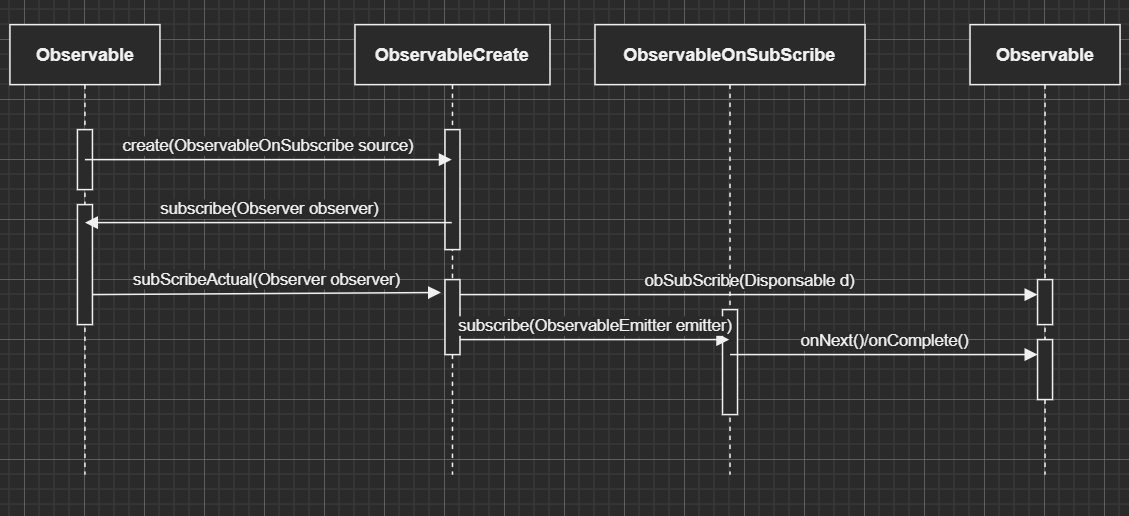 Observable
ObservableCreate
ObservableOnSubScribe
Observable
create(ObservableOnSubscribe source)
subscribe(Observer observer)
subScribeActual(Observer observer)
obSubScribe(Disponsable d)
subscribe(ObservableEmitter emitter)
onNext()/onComplete()